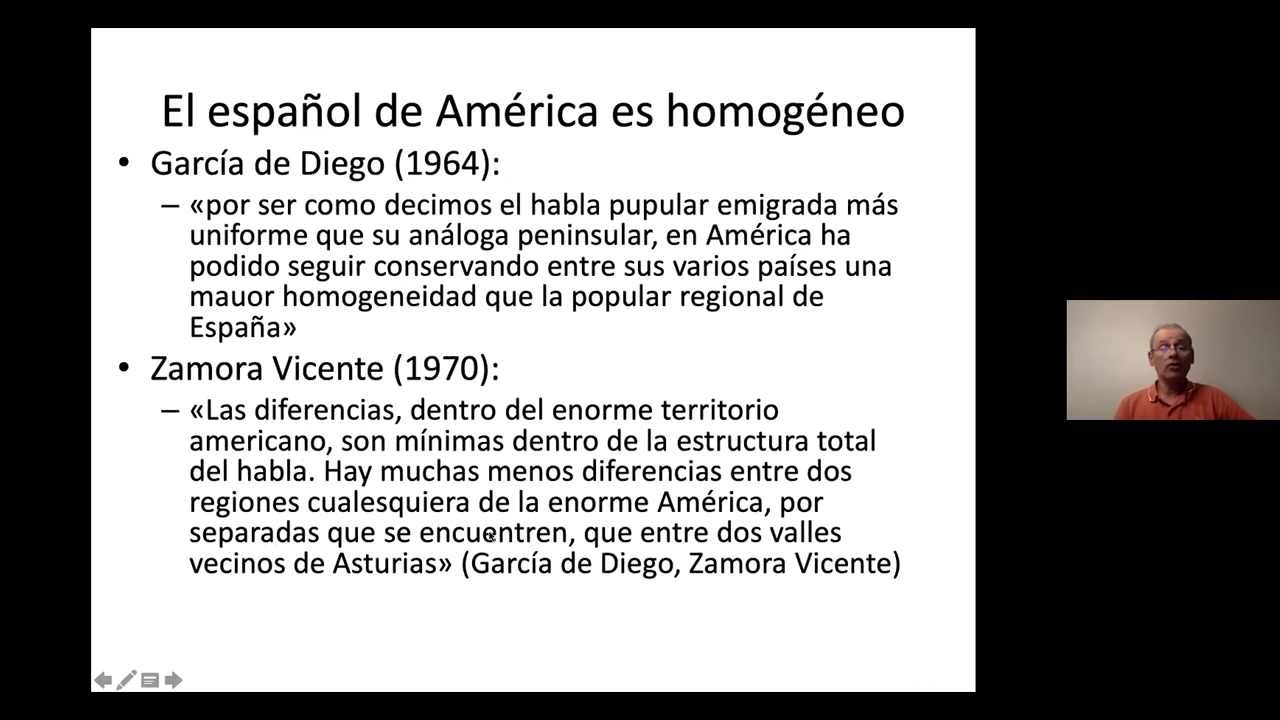 El español de América es homogéneo
• García de Diego (1964):
– «por ser como decimos el habla pupular emigrada más
uniforme que su análoga peninsular, en América ha
podido seguir conservando entre sus varios países una
mauor homogeneidad que la popular regional de
España»
• Zamora Vicente (1970):
– «Las diferencias, dentro del enorme territorio
americano, son mínimas dentro de la estructura total
del habla. Hay muchas menos diferencias entre dos
regiones cualesquiera de la enorme América, por
separadas que se encuentren, que entre dos valles
vecinos de Asturias» (García de Diego, Zamora Vicente)